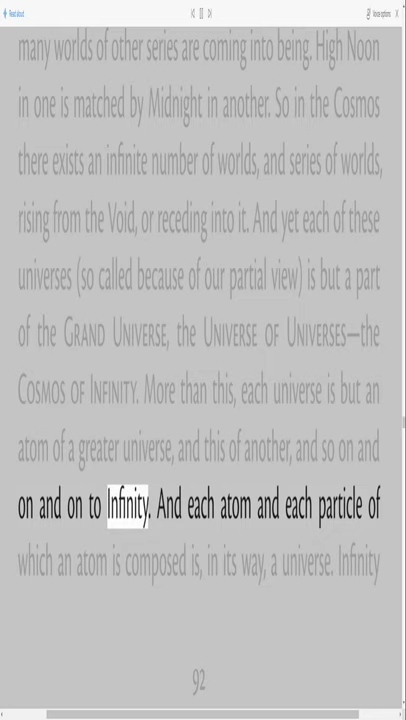 Read aloud
Voice options
many worlds of other series are coming into being. High Noon
in one is matched by Midnight in another. So in the Cosmos
there exists an infinite number of worlds, and series of worlds,
rising from the Void, or receding into it. And yet each of these
universes (so called because of our partial view) is but a part
of the GRAND UNIVERSE, the UNIVERSE OF UNIVERSES—the
COSMOS OF INFINITY. More than this, each universe is but an
atom of a greater universe, and this of another, and so on and
on and on to Infinity. And each atom and each particle of
which an atom is composed is, in its way, a universe. Infinity
92